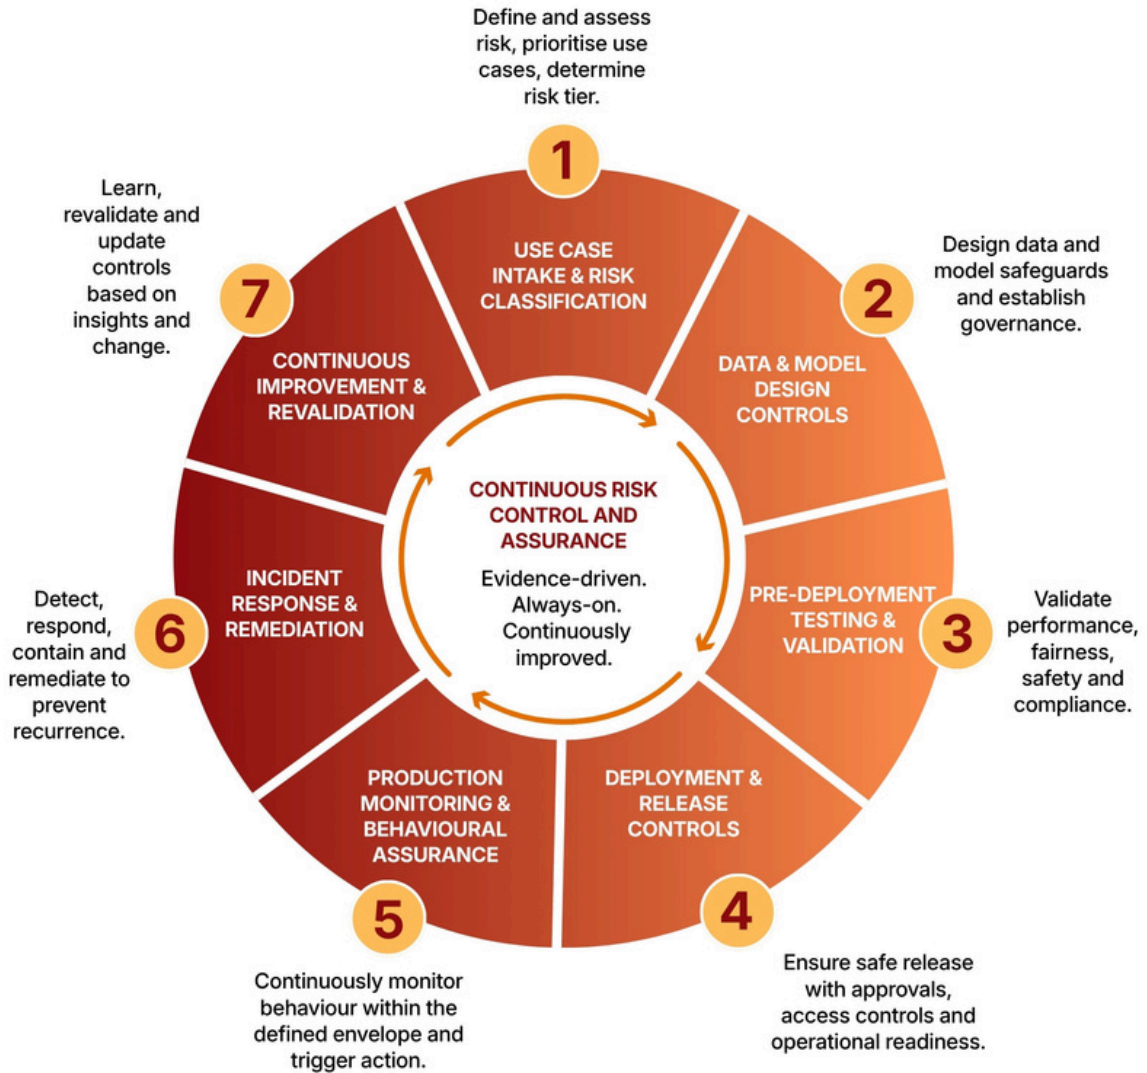 Define and assess
risk, prioritise use
cases, determine
risk tier.
1
USE CASE
INTAKE & RISK
CLASSIFICATION
Design data and
model safeguards
and establish
governance.
2
DATA & MODEL
DESIGN
CONTROLS
Validate
performance,
fairness,
safety and
compliance.
3
PRE-DEPLOYMENT
TESTING &
VALIDATION
Ensure safe release
with approvals,
access controls and
operational readiness.
4
DEPLOYMENT &
RELEASE
CONTROLS
Continuously monitor
behaviour within the
defined envelope and
trigger action.
5
PRODUCTION
MONITORING &
BEHAVIOURAL
ASSURANCE
Detect,
respond,
contain and
remediate to
prevent
recurrence.
6
INCIDENT
RESPONSE &
REMEDIATION
Learn,
revalidate and
update
controls
based on
insights and
change.
7
CONTINUOUS
IMPROVEMENT &
REVALIDATION
CONTINUOUS RISK
CONTROL AND
ASSURANCE
Evidence-driven.
Always-on.
Continuously
improved.